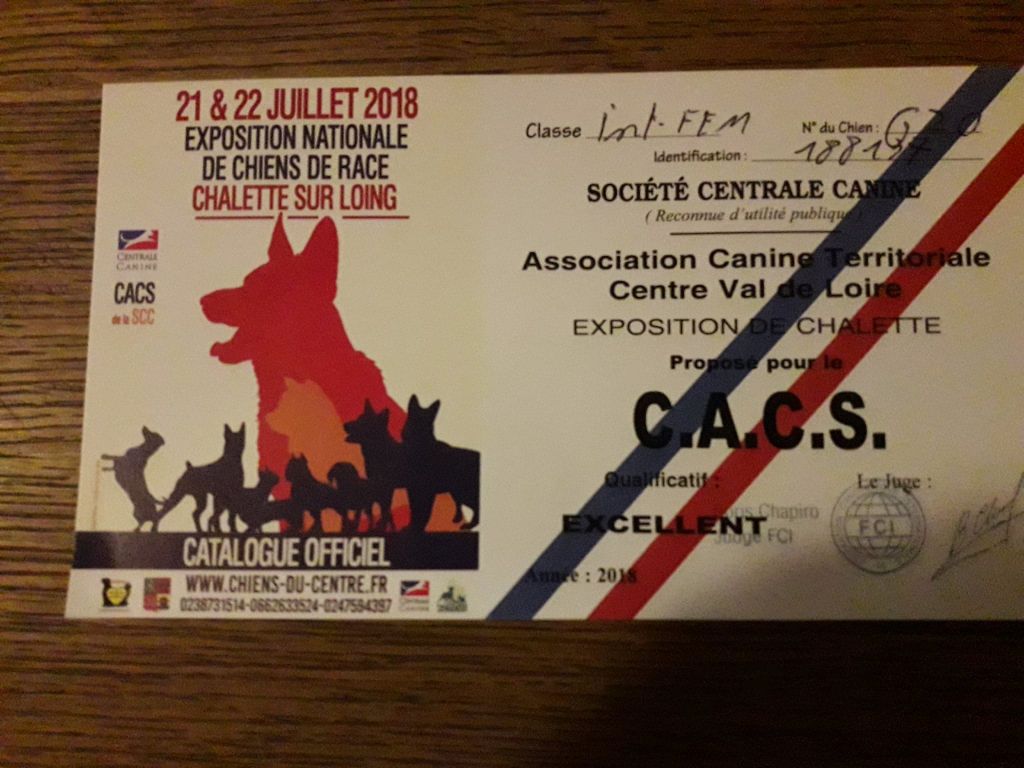 21 & 22 JUILLET 2018
EXPOSITION NATIONALE
DE CHIENS DE RACE
CHALETTE SUR LOING
CENTRALE
CANINE
CACS
de la SCC
CATALOGUE OFFICIEL
WWW.CHIENS-DU-CENTRE.FR
0238731514-0662633524-0247594397
Classe int. FEM
N° du Chien :
Identification :
SOCIÉTÉ CENTRALE CANINE
( Reconnue d'utilité publique )
Association Canine Territoriale
Centre Val de Loire
EXPOSITION DE CHALETTE
Proposé pour le
C.A.C.S.
Qualificatif :
Le Juge :
EXCELLENT
Chapiro
Juge FCI
FCI
Année : 2018